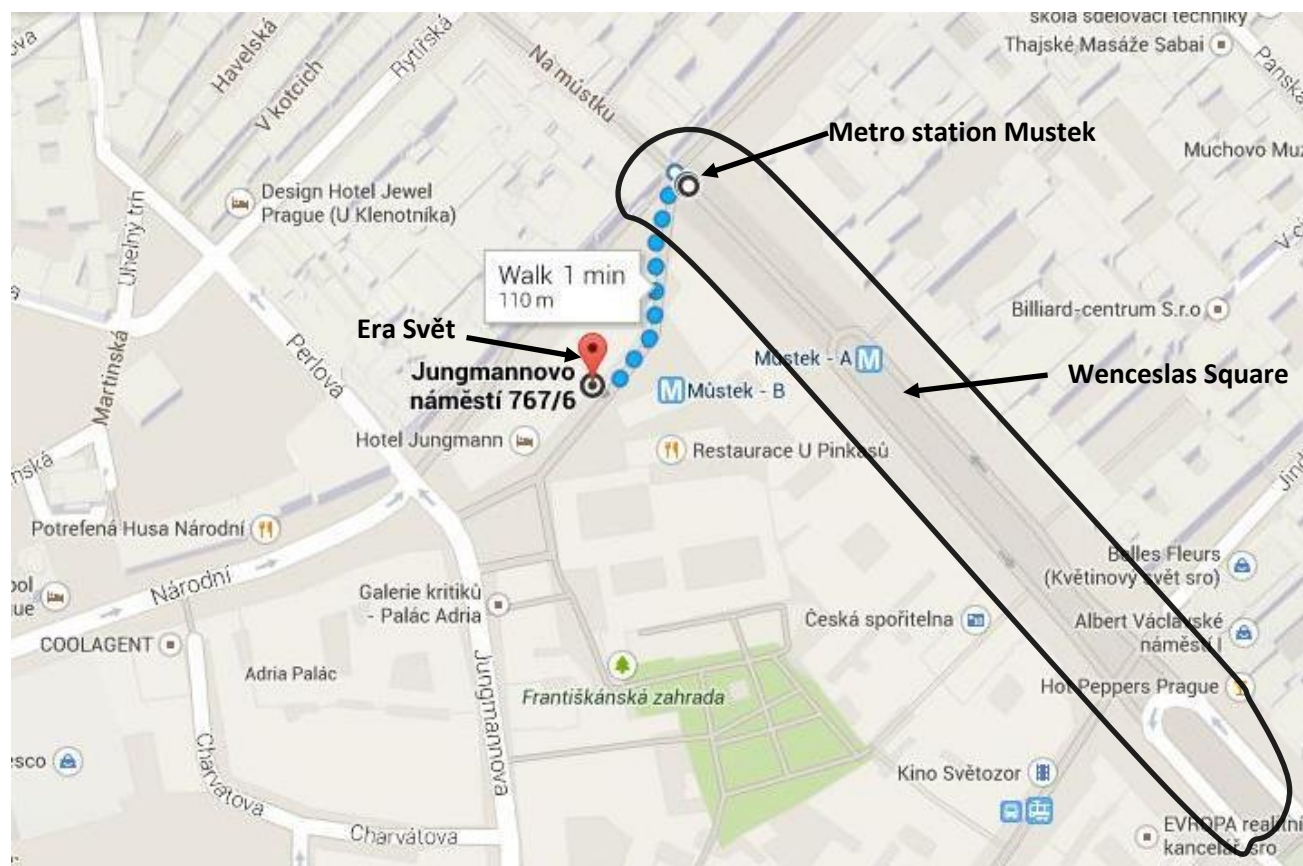 škola sdělovací techniky
Thajské Masáže Sabai
Panská
Havelská
V kotcích
Rytířská
Na můstku
Metro station Mustek
Muchovo Muz
Design Hotel Jewel
Prague (U Klenotníka)
Uhelný trh
Walk 1 min
110 m
Billiard-centrum S.r.o
Era Svět
Perlová
Martinská
Jungmannovo
náměstí 767/6
Můstek - A
M
M
Můstek - B
Wenceslas Square
Hotel Jungmann
Restaurace U Pinkasů
Jind
Potrefená Husa Národní
Národní
Belles Fleurs
(Květinový svět sro)
Galerie kritiků
- Palác Adria
Česká spořitelna
Albert Václavské
náměstí I
COOLAGENT
Adria Palác
Františkánská zahrada
Hot Peppers Prague
Jungmannova
esco
Charvátova
Kino Světozor
Charvátova
EVROPA realitní
kancelář sro